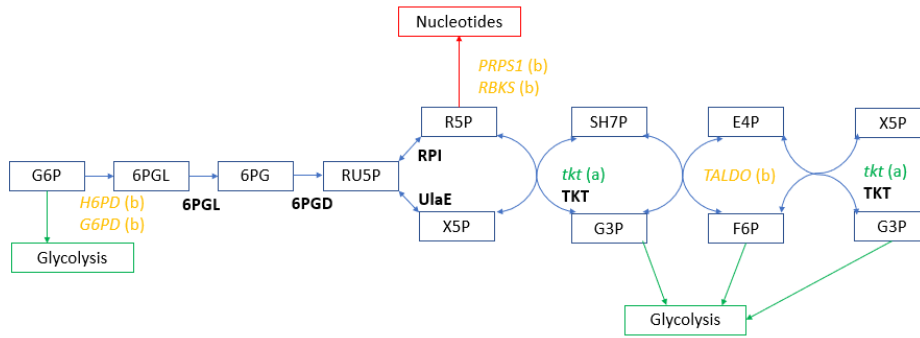 Nucleotides
PRPS1 (b)
RBKS (b)
R5P
SH7P
E4P
X5P
RPI
G6P
6PGL
6PG
RU5P
tkt (a)
TKT
TALDO (b)
tkt (a)
TKT
H6PD (b)
G6PD (b)
6PGL
6PGD
UlaE
X5P
G3P
F6P
G3P
Glycolysis
Glycolysis